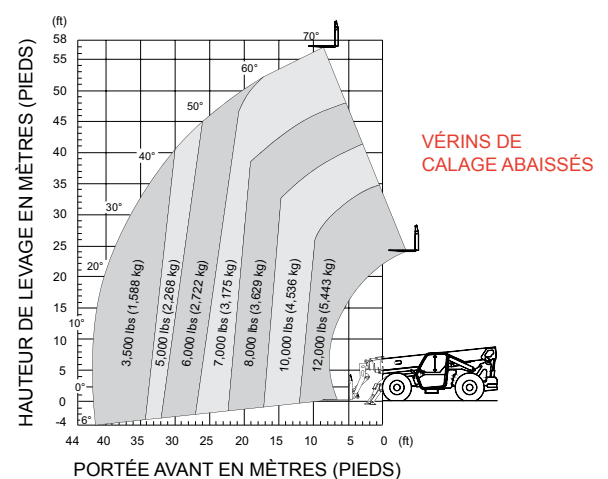 (ft)
58
55
50
45
40
35
30
25
20
15
10
5
0
-4
HAUTEUR DE LEVAGE EN MÈTRES (PIEDS)
70°
60°
50°
40°
30°
20°
10°
0°
-6°
VÉRINS DE
CALAGE ABAISSÉS
3,500 lbs (1,588 kg)
5,000 lbs (2,268 kg)
6,000 lbs (2,722 kg)
7,000 lbs (3,175 kg)
8,000 lbs (3,629 kg)
10,000 lbs (4,536 kg)
12,000 lbs (5,443 kg)
44 40 35 30 25 20 15 10 5 0 (ft)
PORTÉE AVANT EN MÈTRES (PIEDS)